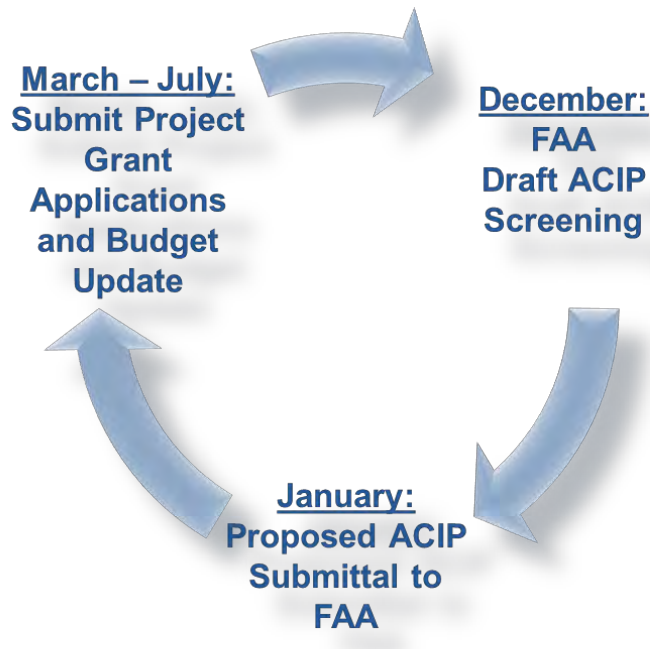 March – July:
Submit Project
Grant
Applications
and Budget
Update
December:
FAA
Draft ACIP
Screening
January:
Proposed ACIP
Submittal to
FAA